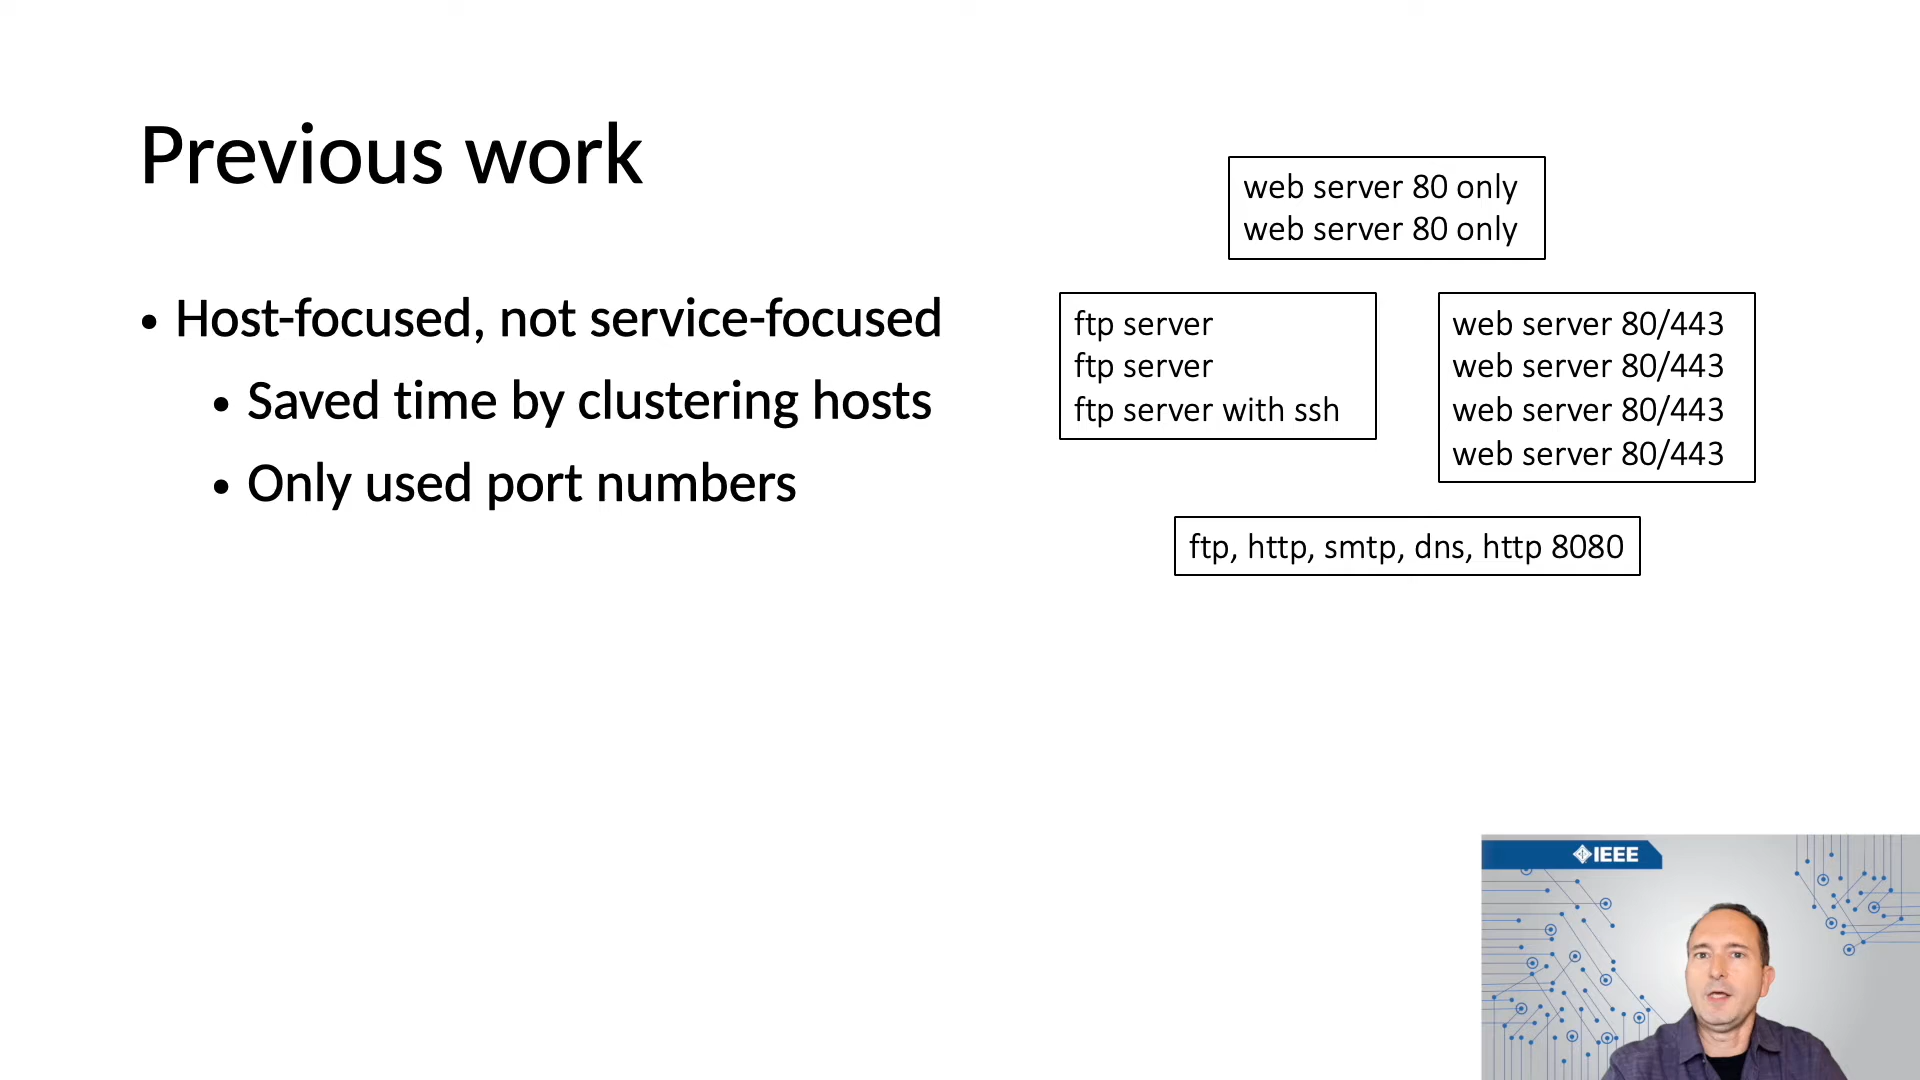 Previous work
• Host-focused, not service-focused
• Saved time by clustering hosts
• Only used port numbers
web server 80 only
web server 80 only
ftp server
ftp server
ftp server with ssh
web server 80/443
web server 80/443
web server 80/443
web server 80/443
ftp, http, smtp, dns, http 8080
IEEE